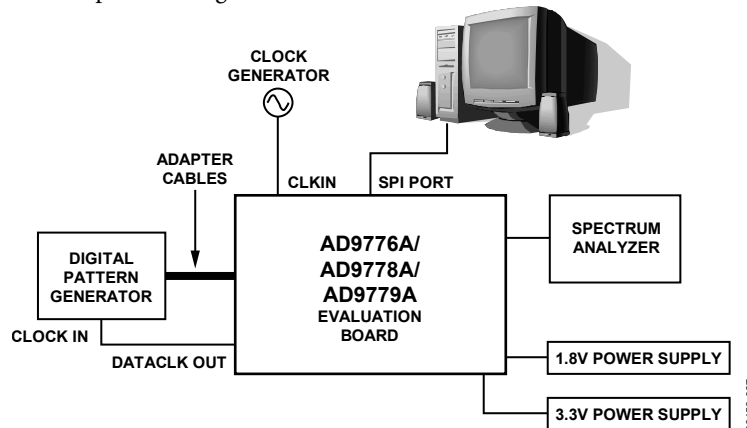 CLOCK
GENERATOR
ADAPTER
CABLES
CLKIN
SPI PORT
DIGITAL
PATTERN
GENERATOR
AD9776A/
AD9778A/
AD9779A
EVALUATION
BOARD
SPECTRUM
ANALYZER
CLOCK IN
DATACLK OUT
1.8V POWER SUPPLY
3.3V POWER SUPPLY